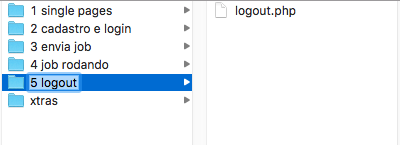 1 single pages
2 cadastro e login
3 envia job
4 job rodando
5 logout
xtras
logout.php